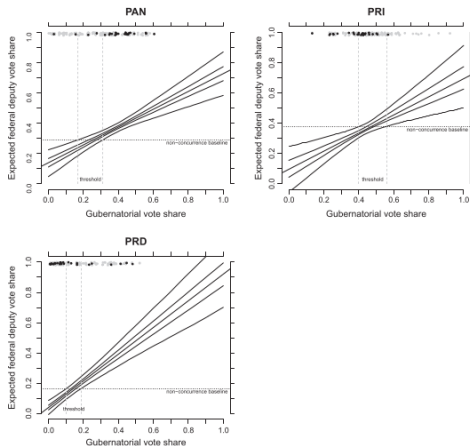 PAN
Expected federal deputy vote share
0.0 0.2 0.4 0.6 0.8 1.0
non-concurrence baseline
threshold
0.0 0.2 0.4 0.6 0.8 1.0
Gubernatorial vote share
PRI
Expected federal deputy vote share
0.0 0.2 0.4 0.6 0.8 1.0
non-concurrence baseline
threshold
0.0 0.2 0.4 0.6 0.8 1.0
Gubernatorial vote share
PRD
Expected federal deputy vote share
0.0 0.2 0.4 0.6 0.8 1.0
non-concurrence baseline
threshold
0.0 0.2 0.4 0.6 0.8 1.0
Gubernatorial vote share